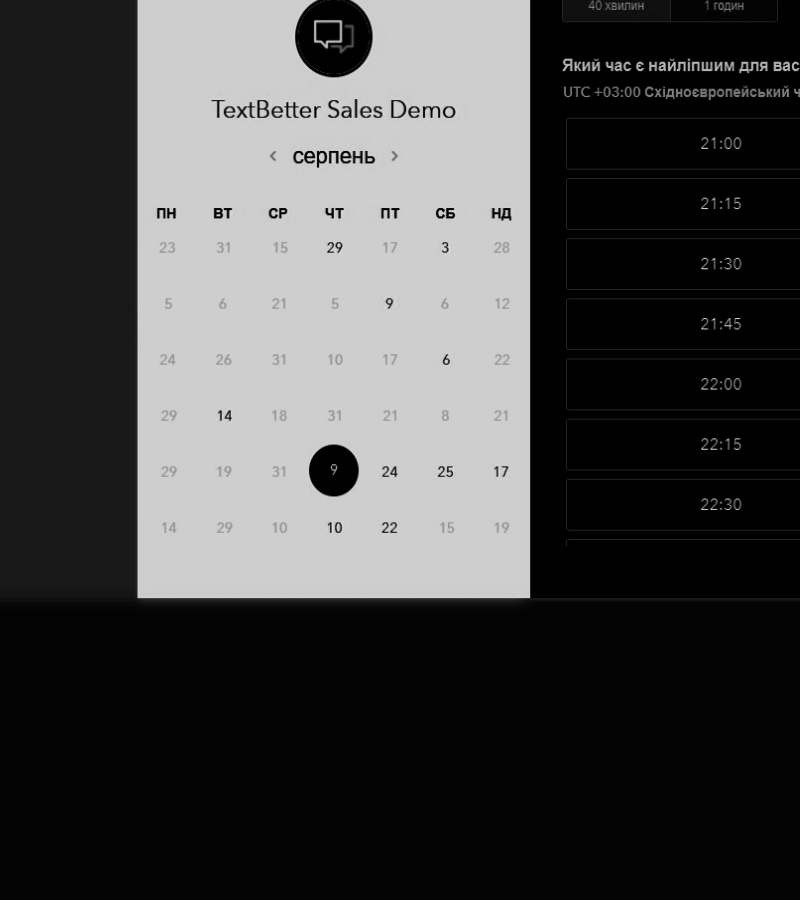 TextBetter Sales Demo
серпень
ПН ВТ СР ЧТ ПТ СБ НД
23 31 15 29 17 3 28
5 6 21 5 9 6 12
24 26 31 10 17 6 22
29 14 18 31 21 8 21
29 19 31 9 24 25 17
14 29 10 10 22 15 19
40 хвилин 1 годин
Який час є найліпшим для вас
UTC +03:00 Східноєвропейський ч
21:00
21:15
21:30
21:45
22:00
22:15
22:30